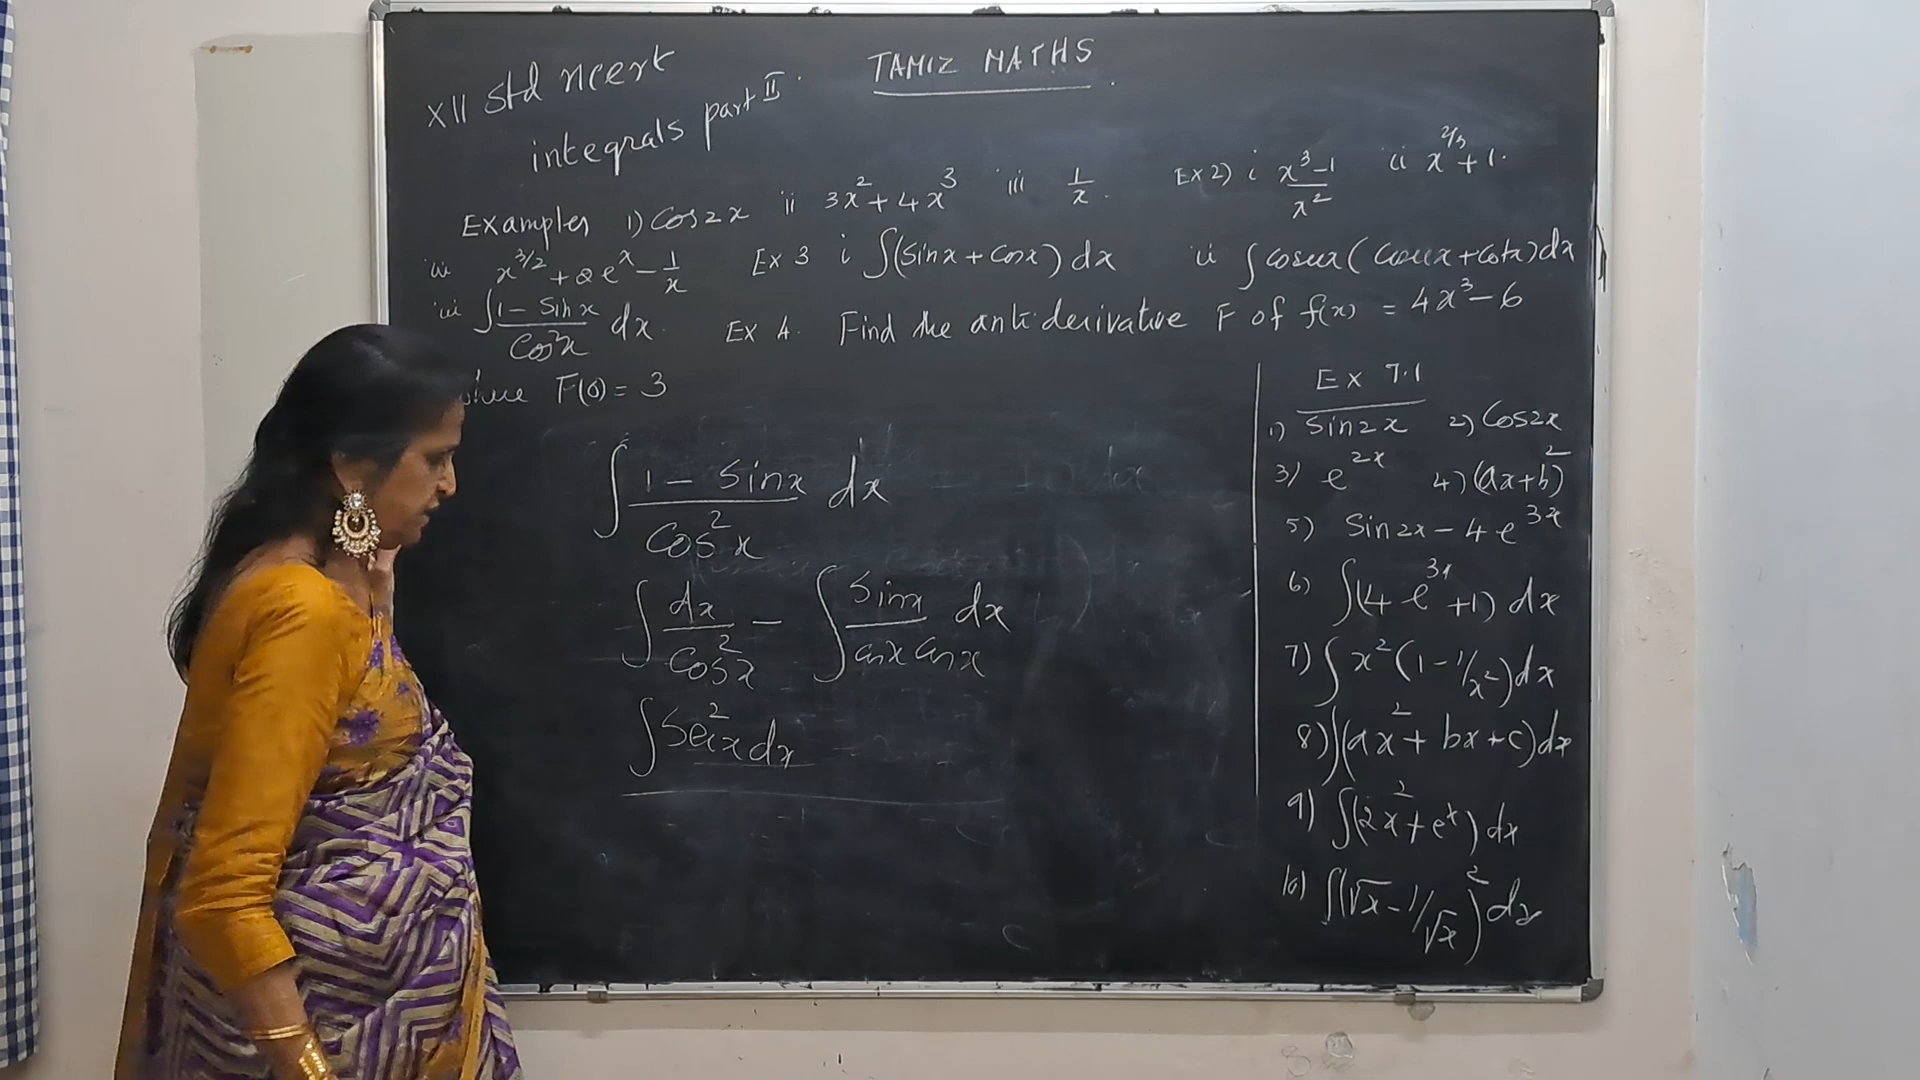 XII Std ncert
TAMIZ MATHS
integrals part II
Examples 1) Cos2x ii 3x² + 4x³ iii 1/x. Ex 2) i (x³-1)/x² ii x^(2/3) + 1.
iii x^(3/2) + 2e^x - 1/x Ex 3 i ∫(Sinx + Cosx) dx ii ∫cosecx (Cosecx + Cotx)dx
iii ∫(1 - Sinx)/Cos²x dx. Ex 4. Find the anti derivative F of f(x) = 4x³ - 6
where F(0) = 3
∫(1 - Sinx)/Cos²x dx
∫dx/Cos²x - ∫Sinx/(Cosx Cosx) dx
∫Sec²x dx
Ex 7.1
1) Sin2x 2) Cos2x
3) e^(2x) 4) (ax+b)²
5) Sin2x - 4e^(3x)
6) ∫(4e^(3x) + 1) dx
7) ∫x²(1 - 1/x²)dx
8) ∫(ax² + bx + c)dx
9) ∫(2x² + e^x) dx
10) ∫(√x - 1/√x)² dx